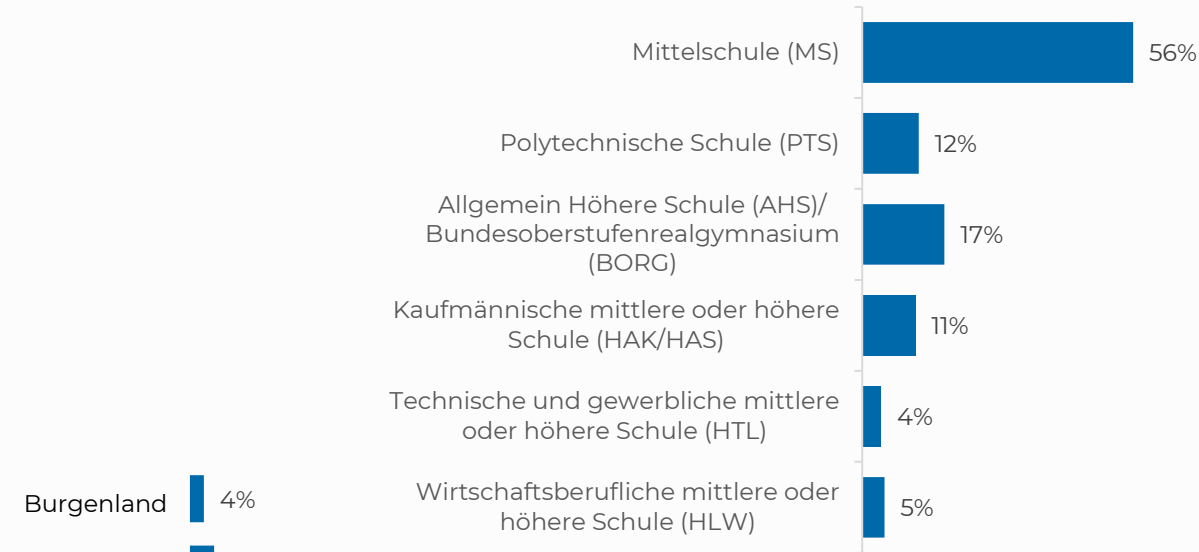 Mittelschule (MS)
56%
Polytechnische Schule (PTS)
12%
Allgemein Höhere Schule (AHS)/
Bundesoberstufenrealgymnasium
(BORG)
17%
Kaufmännische mittlere oder höhere
Schule (HAK/HAS)
11%
Technische und gewerbliche mittlere
oder höhere Schule (HTL)
4%
Wirtschaftsberufliche mittlere oder
höhere Schule (HLW)
5%
Burgenland
4%